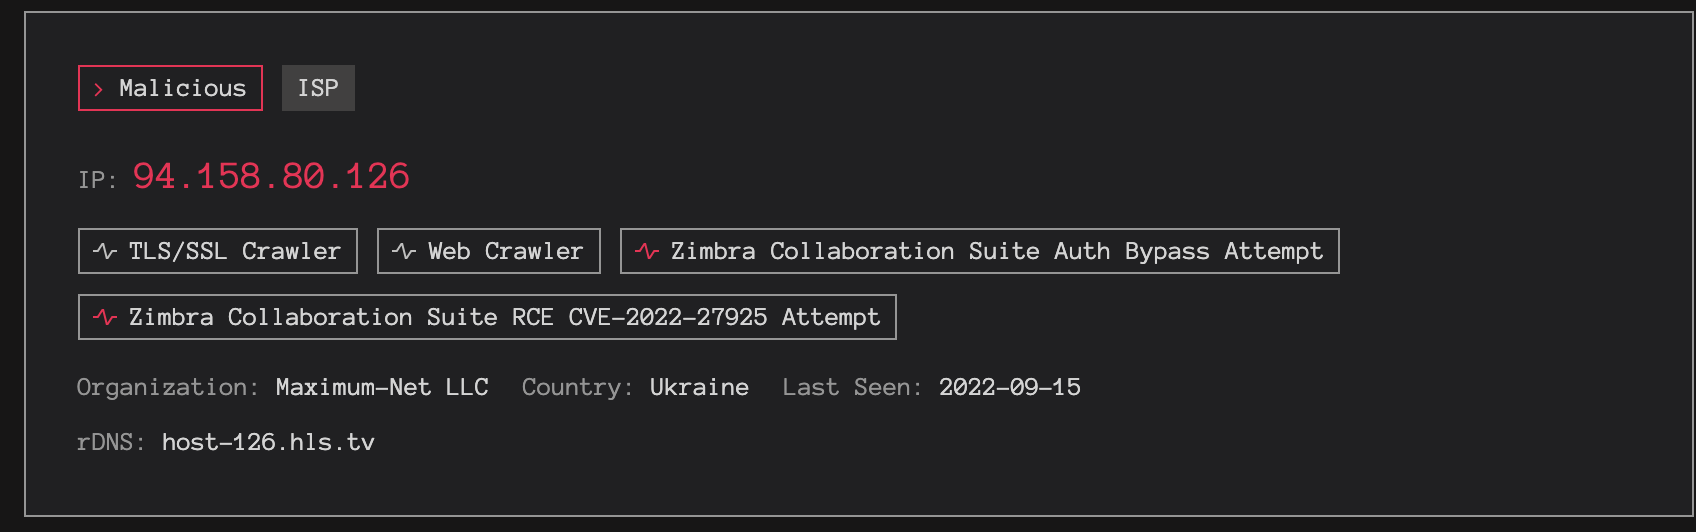 > Malicious ISP
IP: 94.158.80.126
TLS/SSL Crawler Web Crawler Zimbra Collaboration Suite Auth Bypass Attempt
Zimbra Collaboration Suite RCE CVE-2022-27925 Attempt
Organization: Maximum-Net LLC Country: Ukraine Last Seen: 2022-09-15
rDNS: host-126.hls.tv